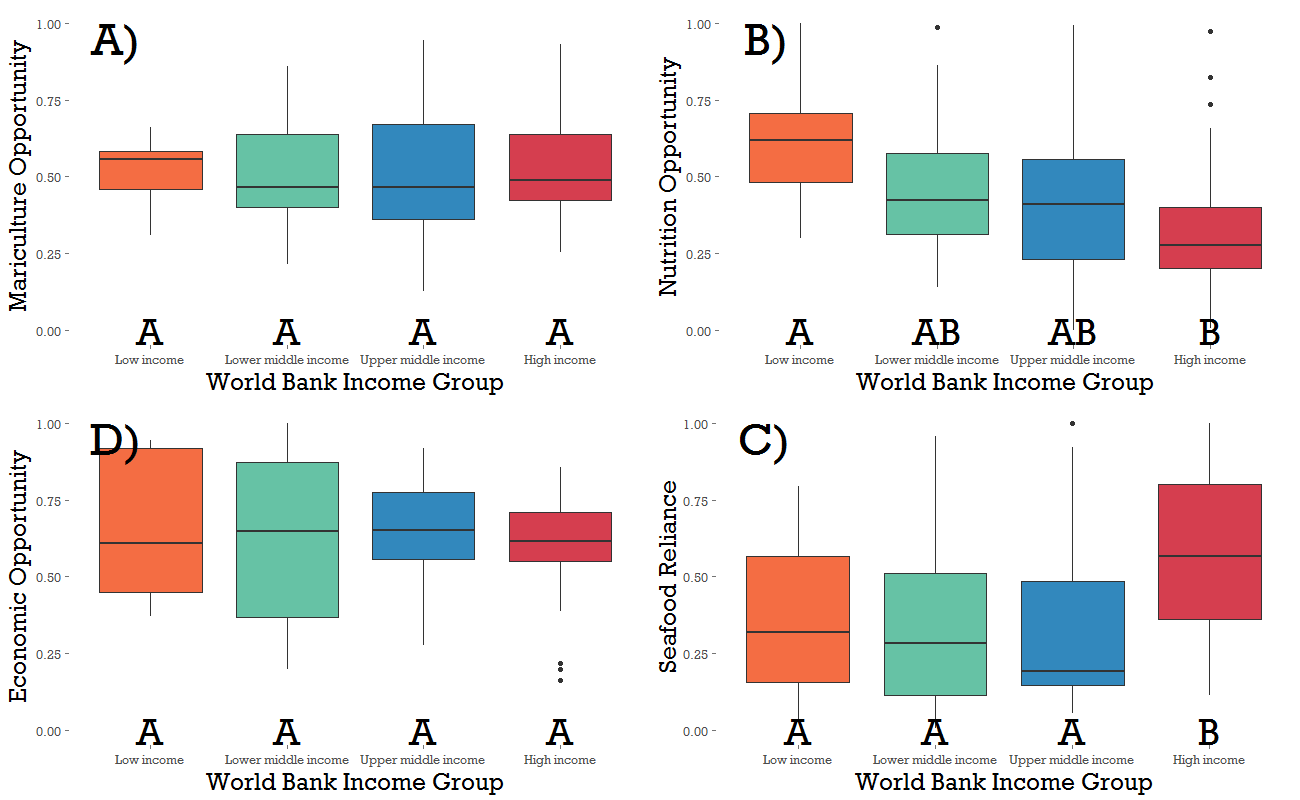 A)
Mariculture Opportunity
1.00
0.75
0.50
0.25
0.00
A A A A
Low income Lower middle income Upper middle income High income
World Bank Income Group
B)
Nutrition Opportunity
1.00
0.75
0.50
0.25
0.00
A AB AB B
Low income Lower middle income Upper middle income High income
World Bank Income Group
D)
Economic Opportunity
1.00
0.75
0.50
0.25
0.00
A A A A
Low income Lower middle income Upper middle income High income
World Bank Income Group
C)
Seafood Reliance
1.00
0.75
0.50
0.25
0.00
A A A B
Low income Lower middle income Upper middle income High income
World Bank Income Group